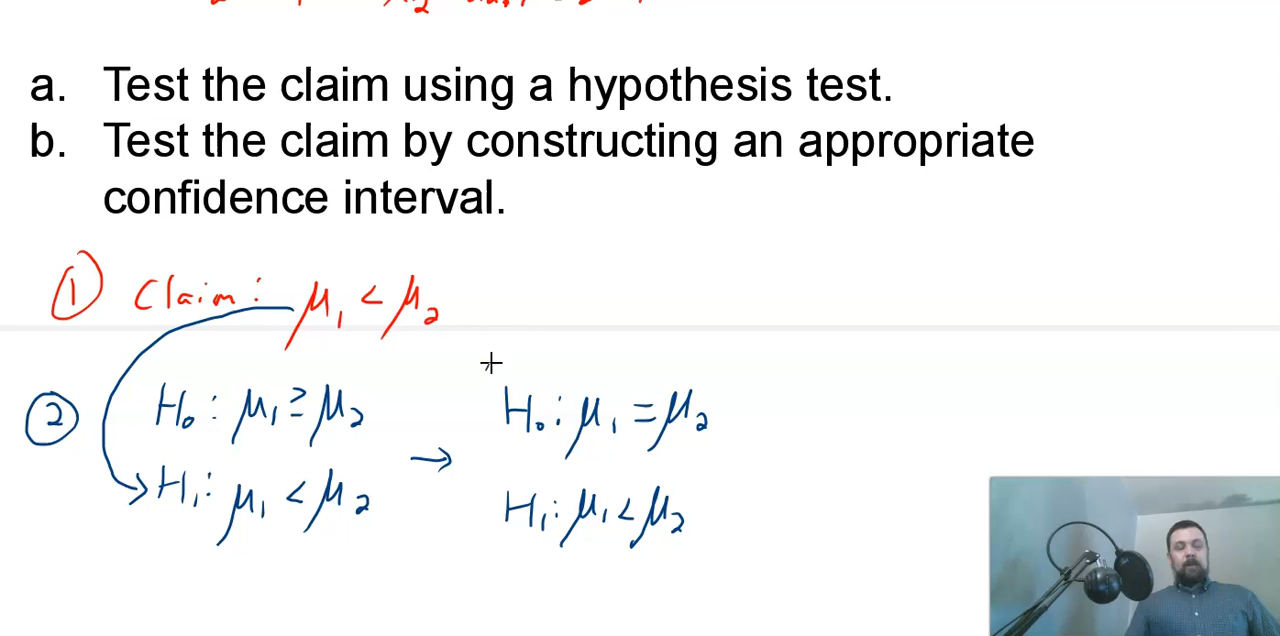 a. Test the claim using a hypothesis test.
b. Test the claim by constructing an appropriate
confidence interval.
① Claim: μ₁ < μ₂
② H₀: μ₁ ≥ μ₂ → H₀: μ₁ = μ₂
H₁: μ₁ < μ₂ H₁: μ₁ < μ₂